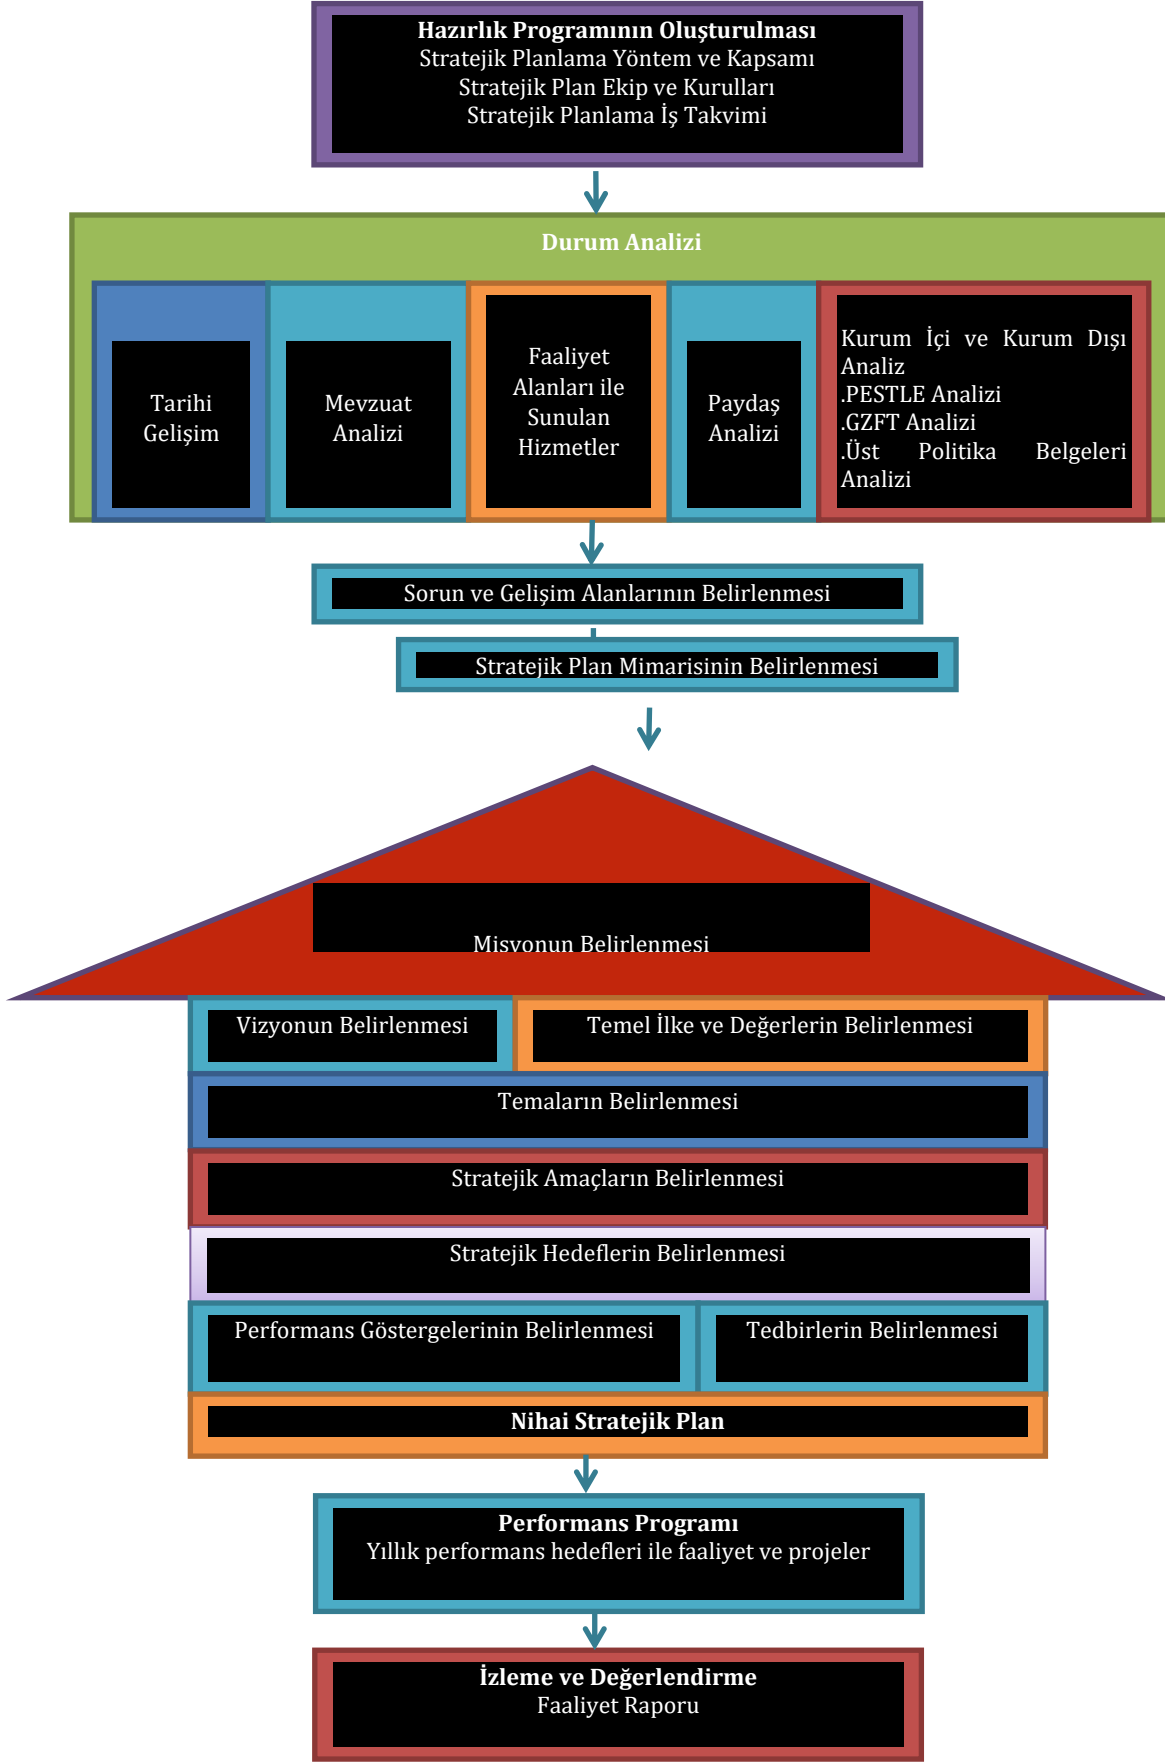 Hazırlık Programının Oluşturulması
Stratejik Planlama Yöntem ve Kapsamı
Stratejik Plan Ekip ve Kurulları
Stratejik Planlama İş Takvimi
Durum Analizi
Tarihi
Gelişim
Mevzuat
Analizi
Faaliyet
Alanları ile
Sunulan
Hizmetler
Paydaş
Analizi
Kurum İçi ve Kurum Dışı
Analiz
.PESTLE Analizi
.GZFT Analizi
.Üst Politika Belgeleri
Analizi
Sorun ve Gelişim Alanlarının Belirlenmesi
Stratejik Plan Mimarisinin Belirlenmesi
Misyonun Belirlenmesi
Vizyonun Belirlenmesi
Temel İlke ve Değerlerin Belirlenmesi
Temaların Belirlenmesi
Stratejik Amaçların Belirlenmesi
Stratejik Hedeflerin Belirlenmesi
Performans Göstergelerinin Belirlenmesi
Tedbirlerin Belirlenmesi
Nihai Stratejik Plan
Performans Programı
Yıllık performans hedefleri ile faaliyet ve projeler
İzleme ve Değerlendirme
Faaliyet Raporu